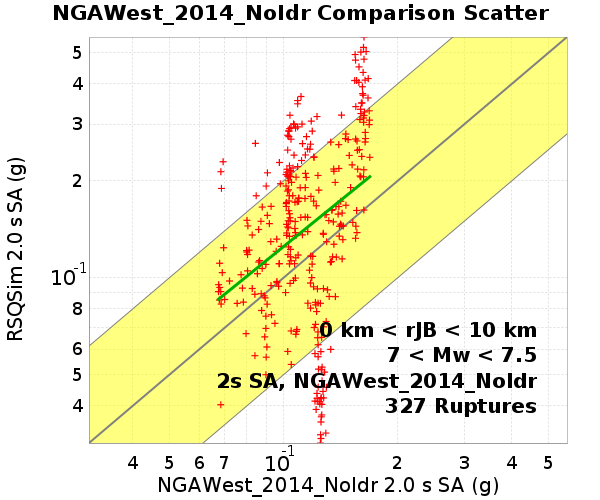 NGAWest_2014_NoIdr Comparison Scatter
5
4
3
2
10⁻¹
8
6
5
4
RSQSim 2.0 s SA (g)
0 km < rJB < 10 km
7 < Mw < 7.5
2s SA, NGAWest_2014_NoIdr
327 Ruptures
4 5 6 7 10⁻¹ 2 3 4 5
NGAWest_2014_NoIdr 2.0 s SA (g)